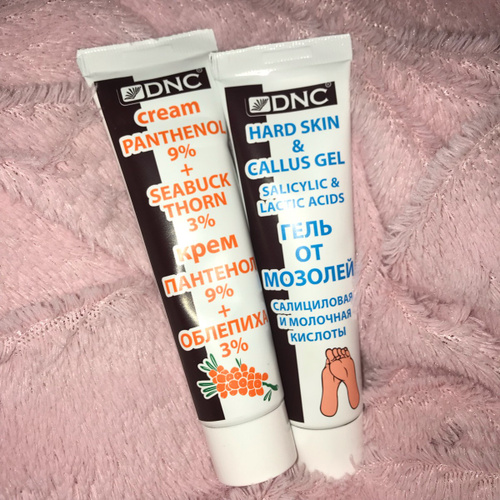 DNC
cream
PANTHENOL
9%
+
SEABUCK
THORN
3%
крем
ПАНТЕНОЛ
9%
+
ОБЛЕПИХА
3%
DNC
HARD SKIN
&
CALLUS GEL
SALICYLIC &
LACTIC ACIDS
ГЕЛЬ
ОТ
МОЗОЛЕЙ
САЛИЦИЛОВАЯ
И МОЛОЧНАЯ
КИСЛОТЫ